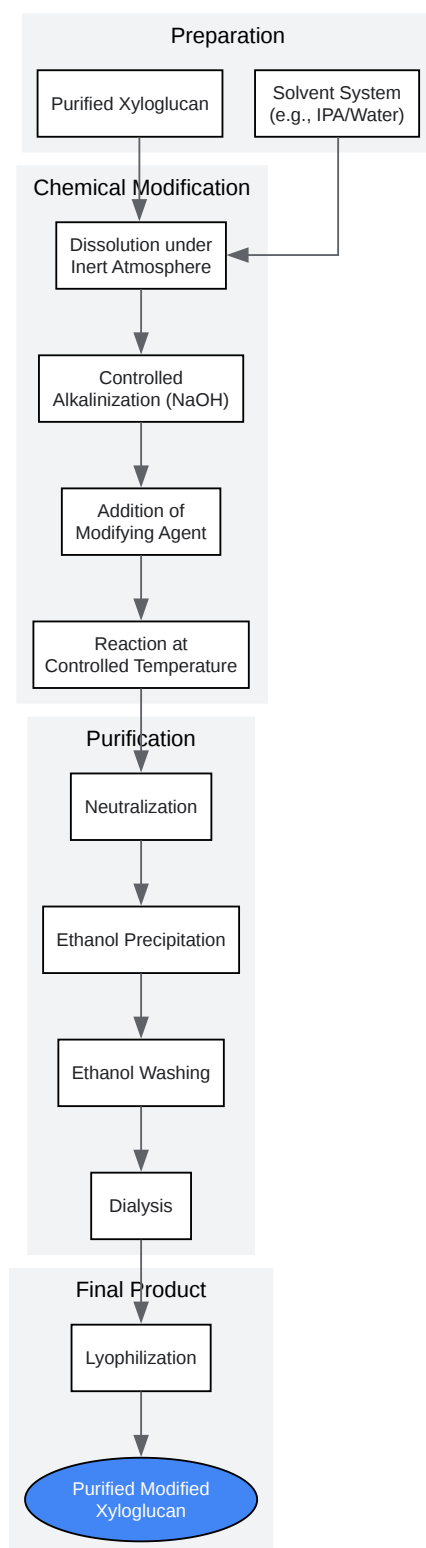 Preparation
Purified Xyloglucan
Solvent System
(e.g., IPA/Water)
Chemical Modification
Dissolution under
Inert Atmosphere
Controlled
Alkalinization (NaOH)
Addition of
Modifying Agent
Reaction at
Controlled Temperature
Purification
Neutralization
Ethanol Precipitation
Ethanol Washing
Dialysis
Final Product
Lyophilization
Purified Modified
Xyloglucan